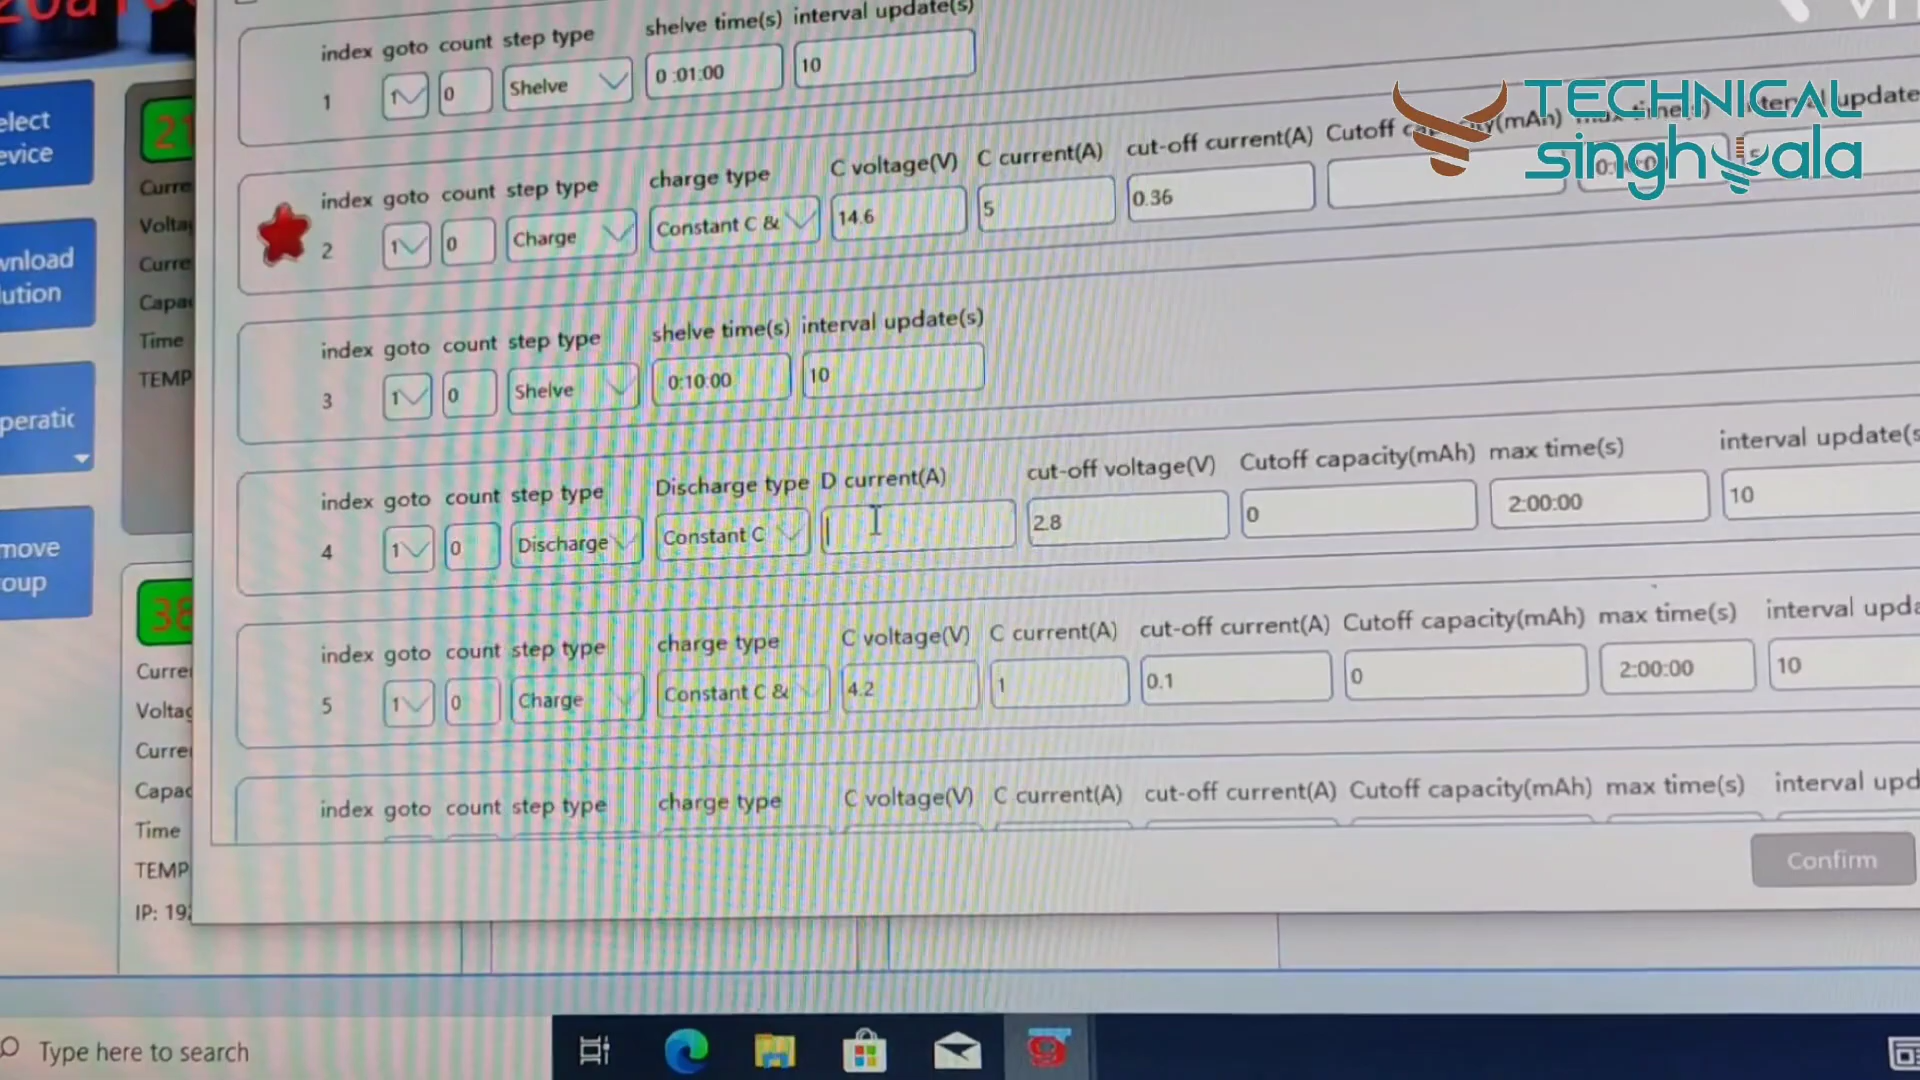 index goto count step type shelve time(s) interval update(s)
1 1 0 Shelve 0 :01:00 10
TECHNICAL
singhwala
index goto count step type charge type C voltage(V) C current(A) cut-off current(A) Cutoff
2 1 0 Charge Constant C & 14.6 5 0.36
index goto count step type shelve time(s) interval update(s)
3 1 0 Shelve 0:10:00 10
index goto count step type Discharge type D current(A) cut-off voltage(V) Cutoff capacity(mAh) max time(s) interval update(s
4 1 0 Discharge Constant C 2.8 0 2:00:00 10
index goto count step type charge type C voltage(V) C current(A) cut-off current(A) Cutoff capacity(mAh) max time(s) interval upda
5 1 0 Charge Constant C & 4.2 1 0.1 0 2:00:00 10
index goto count step type charge type C voltage(V) C current(A) cut-off current(A) Cutoff capacity(mAh) max time(s) interval upd
Confirm
elect
evice
wnload
lution
peratic
move
oup
21
Curre
Volta
Curre
Capa
Time
TEMP
38
Curre
Voltag
Curre
Capac
Time
TEMP
IP: 19
Type here to search